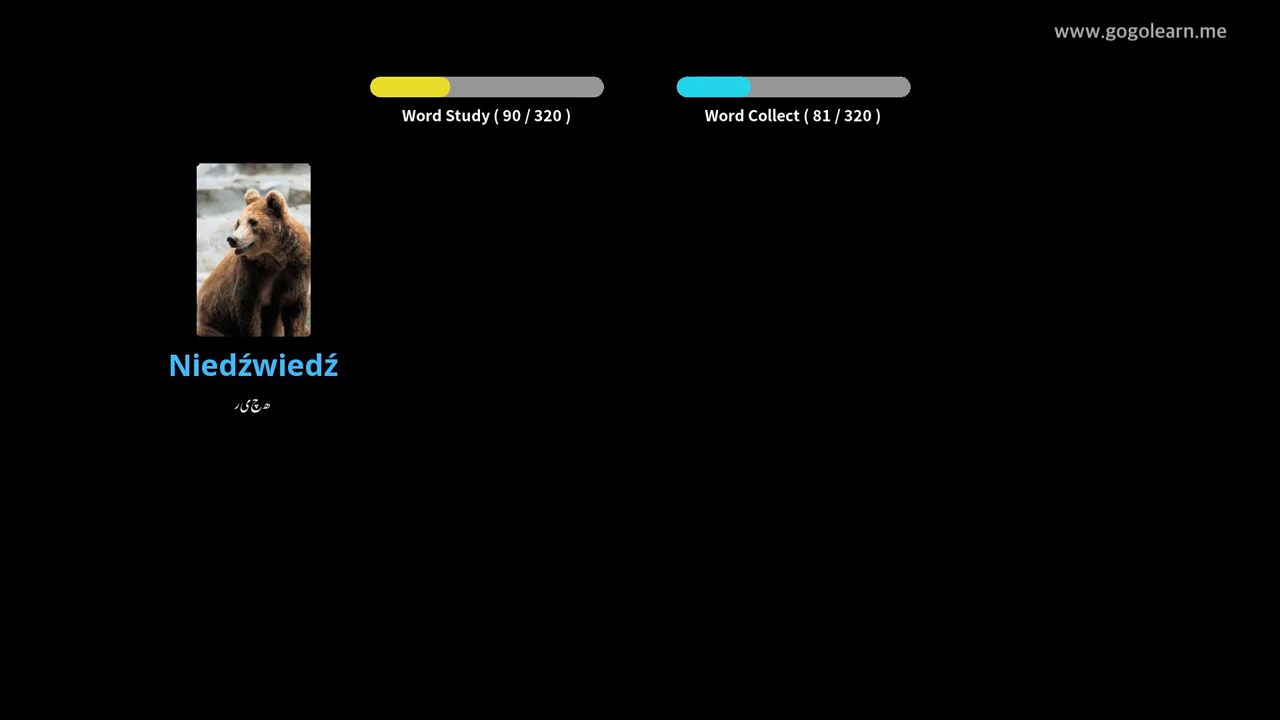 www.gogolearn.me
Word Study ( 90 / 320 )
Word Collect ( 81 / 320 )
Niedźwiedź
ریچھ